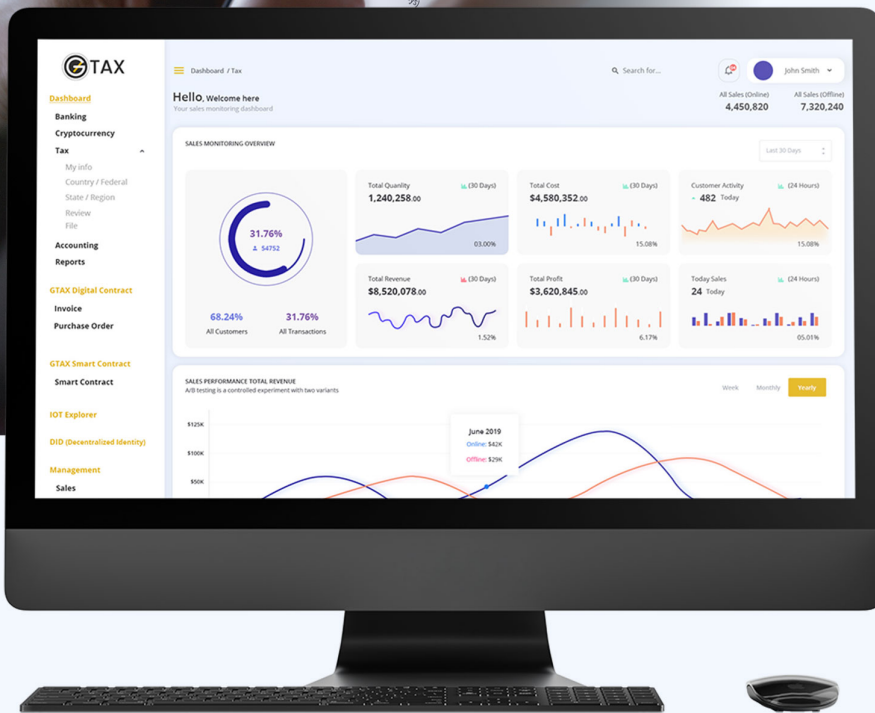 GTAX
Dashboard
Banking
Cryptocurrency
Tax
My info
Country / Federal
State / Region
Review
File
Accounting
Reports
GTAX Digital Contract
Invoice
Purchase Order
GTAX Smart Contract
Smart Contract
IOT Explorer
DID (Decentralized Identity)
Management
Sales
Dashboard / Tax
Search for...
John Smith
Hello, Welcome here
Your sales monitoring dashboard
All Sales (Online)
4,450,820
All Sales (Offline)
7,320,240
SALES MONITORING OVERVIEW
Last 30 Days
31.76%
54752
68.24%
All Customers
31.76%
All Transactions
Total Quanlity
(30 Days)
1,240,258.00
03.00%
Total Cost
(30 Days)
$4,580,352.00
15.08%
Customer Activity
(24 Hours)
482 Today
15.08%
Total Revenue
(30 Days)
$8,520,078.00
1.52%
Total Profit
(30 Days)
$3,620,845.00
6.17%
Today Sales
(24 Hours)
24 Today
05.01%
SALES PERFORMANCE TOTAL REVENUE
A/B testing is a controlled experiment with two variants
Week
Monthly
Yearly
$125K
$100K
$50K
June 2019
Online: $42K
Offline: $29K